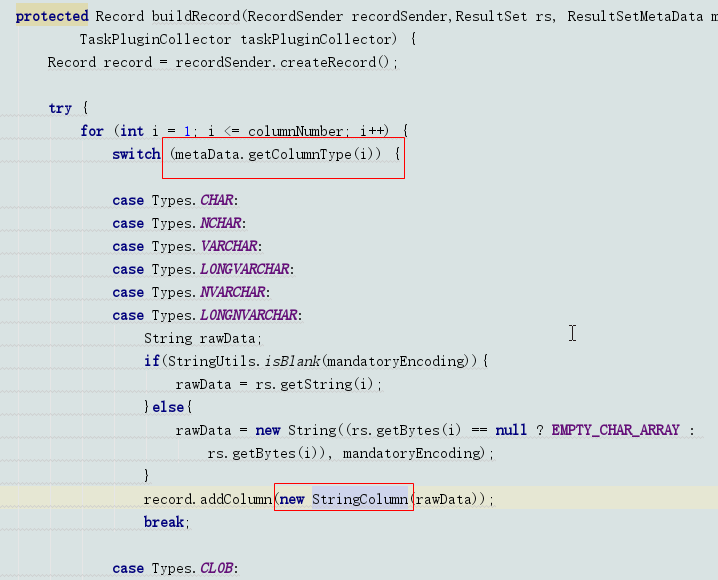 protected Record buildRecord(RecordSender recordSender,ResultSet rs, ResultSetMetaData m
TaskPluginCollector taskPluginCollector) {
Record record = recordSender.createRecord();
try {
for (int i = 1; i <= columnNumber; i++) {
switch (metaData.getColumnType(i)) {
case Types.CHAR:
case Types.NCHAR:
case Types.VARCHAR:
case Types.LONGVARCHAR:
case Types.NVARCHAR:
case Types.LONGNVARCHAR:
String rawData;
if(StringUtils.isBlank(mandatoryEncoding)){
rawData = rs.getString(i);
}else{
rawData = new String((rs.getBytes(i) == null ? EMPTY_CHAR_ARRAY :
rs.getBytes(i)), mandatoryEncoding);
}
record.addColumn(new StringColumn(rawData));
break;
case Types.CLOB: